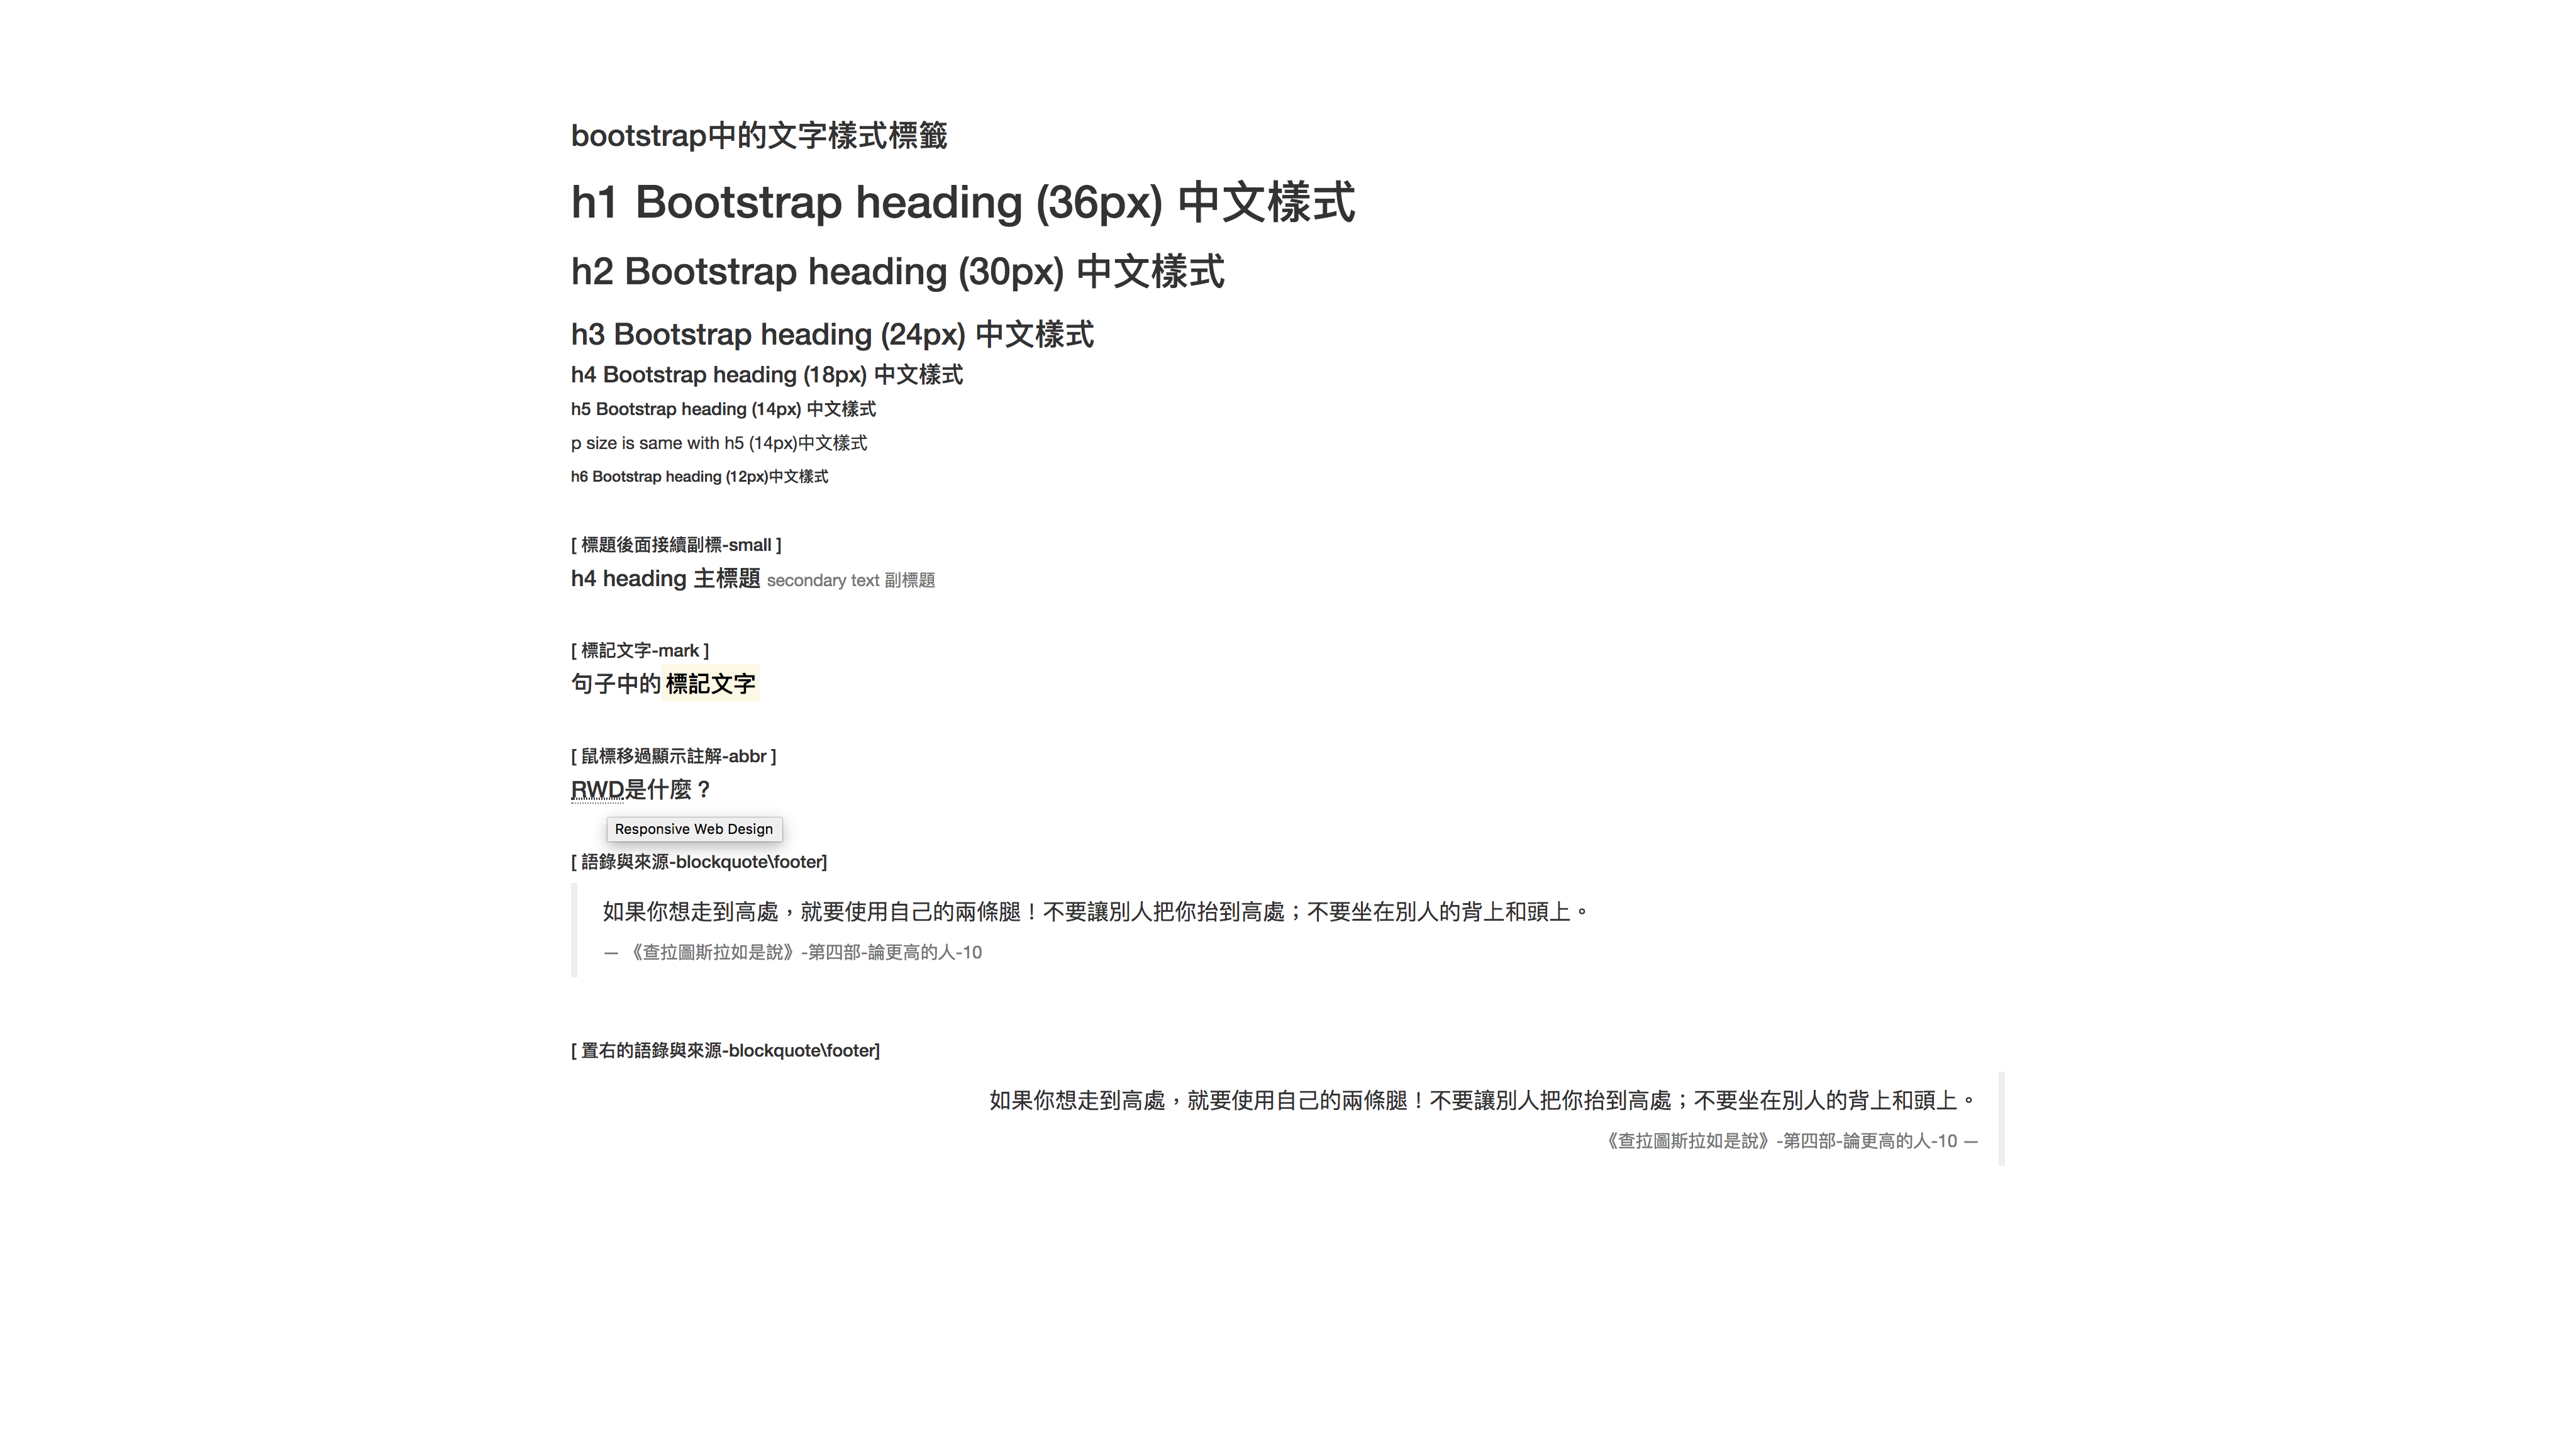 bootstrap中的文字樣式標籤
h1 Bootstrap heading (36px) 中文樣式
h2 Bootstrap heading (30px) 中文樣式
h3 Bootstrap heading (24px) 中文樣式
h4 Bootstrap heading (18px) 中文樣式
h5 Bootstrap heading (14px) 中文樣式
p size is same with h5 (14px)中文樣式
h6 Bootstrap heading (12px)中文樣式
[ 標題後面接續副標-small ]
h4 heading 主標題 secondary text 副標題
[ 標記文字-mark ]
句子中的 標記文字
[ 鼠標移過顯示註解-abbr ]
RWD是什麼？
Responsive Web Design
[ 語錄與來源-blockquote\footer]
如果你想走到高處，就要使用自己的兩條腿！不要讓別人把你抬到高處；不要坐在別人的背上和頭上。
— 《查拉圖斯拉如是說》-第四部-論更高的人-10
[ 置右的語錄與來源-blockquote\footer]
如果你想走到高處，就要使用自己的兩條腿！不要讓別人把你抬到高處；不要坐在別人的背上和頭上。
《查拉圖斯拉如是說》-第四部-論更高的人-10 —